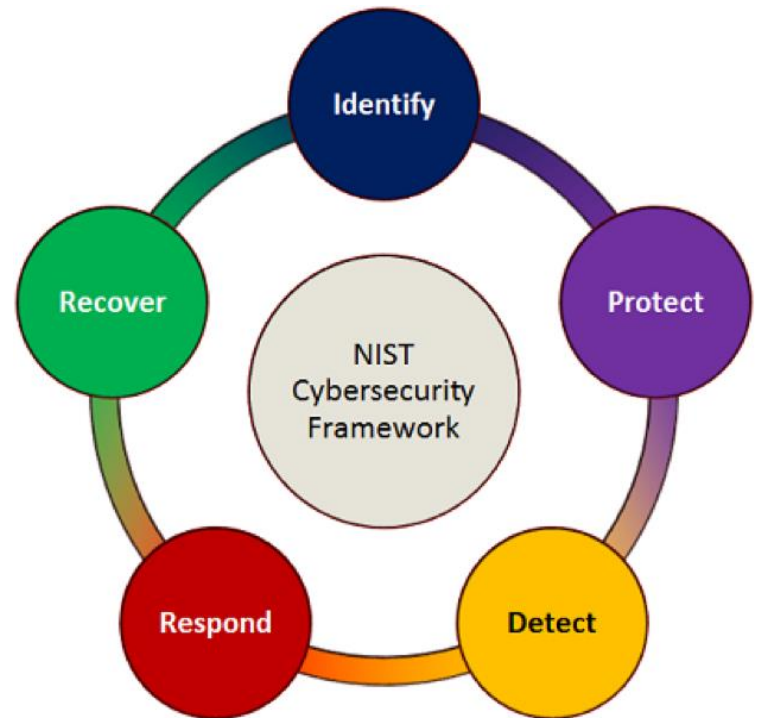 Identify
Protect
Detect
Respond
Recover
NIST
Cybersecurity
Framework